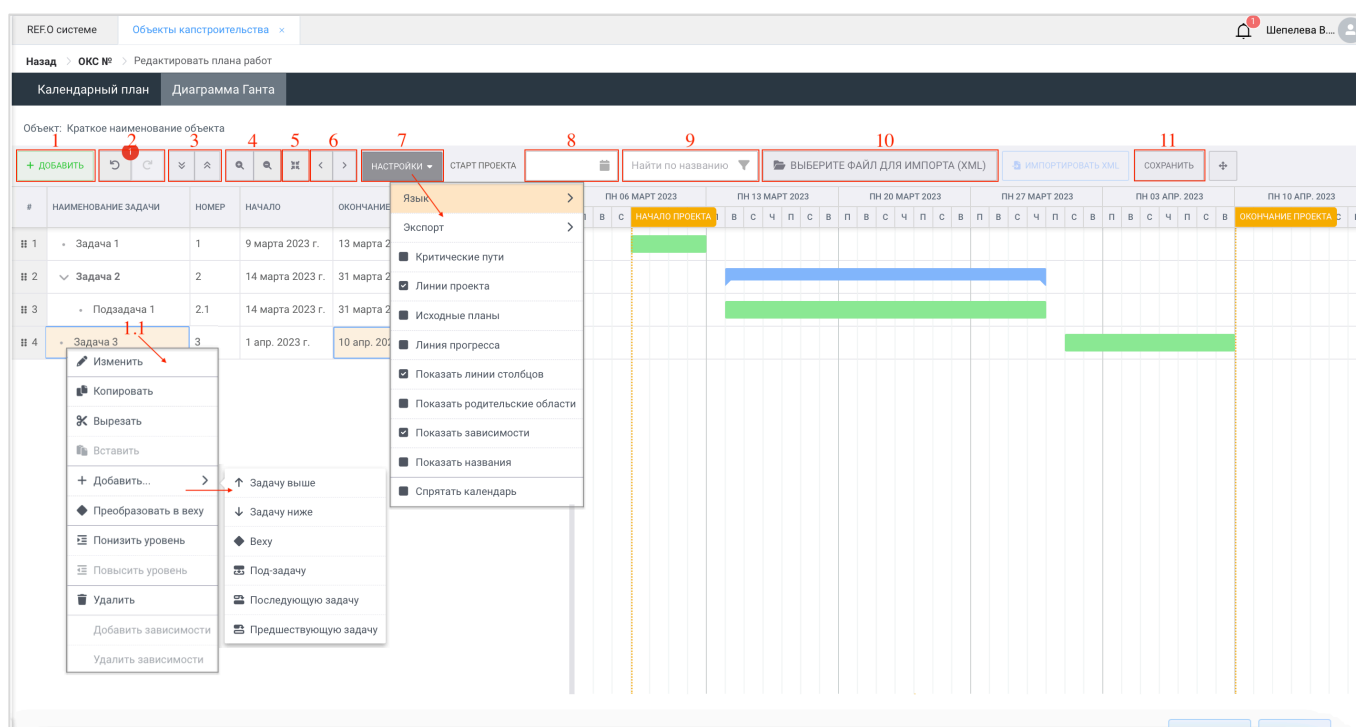 REF.О системе Объекты капстроительства ×
1
Шепелева В....
Назад > ОКС № > Редактировать плана работ
Календарный план Диаграмма Ганта
Объект: Краткое наименование объекта
1 2 3 4 5 6 7 8 9 10 11
+ ДОБАВИТЬ 1 НАСТРОЙКИ СТАРТ ПРОЕКТА Найти по названию ВЫБЕРИТЕ ФАЙЛ ДЛЯ ИМПОРТА (XML) ИМПОРТИРОВАТЬ XML СОХРАНИТЬ
# НАИМЕНОВАНИЕ ЗАДАЧИ НОМЕР НАЧАЛО ОКОНЧАНИЕ
ПН 06 МАРТ 2023 ПН 13 МАРТ 2023 ПН 20 МАРТ 2023 ПН 27 МАРТ 2023 ПН 03 АПР. 2023 ПН 10 АПР. 2023
В С НАЧАЛО ПРОЕКТА В С Ч П С В П В С Ч П С В П В С Ч П С В П В С Ч П С В ОКОНЧАНИЕ ПРОЕКТА С
1 Задача 1 1 9 марта 2023 г. 13 марта 2
2 Задача 2 2 14 марта 2023 г. 31 марта 2
3 Подзадача 1 2.1 14 марта 2023 г. 31 марта 2
1.1
4 Задача 3 3 1 апр. 2023 г. 10 апр. 202
Язык
Экспорт
Критические пути
Линии проекта
Исходные планы
Линия прогресса
Показать линии столбцов
Показать родительские области
Показать зависимости
Показать названия
Спрятать календарь
Изменить
Копировать
Вырезать
Вставить
+ Добавить...
Преобразовать в веху
Понизить уровень
Повысить уровень
Удалить
Добавить зависимости
Удалить зависимости
Задачу выше
Задачу ниже
Веху
Под-задачу
Последующую задачу
Предшествующую задачу